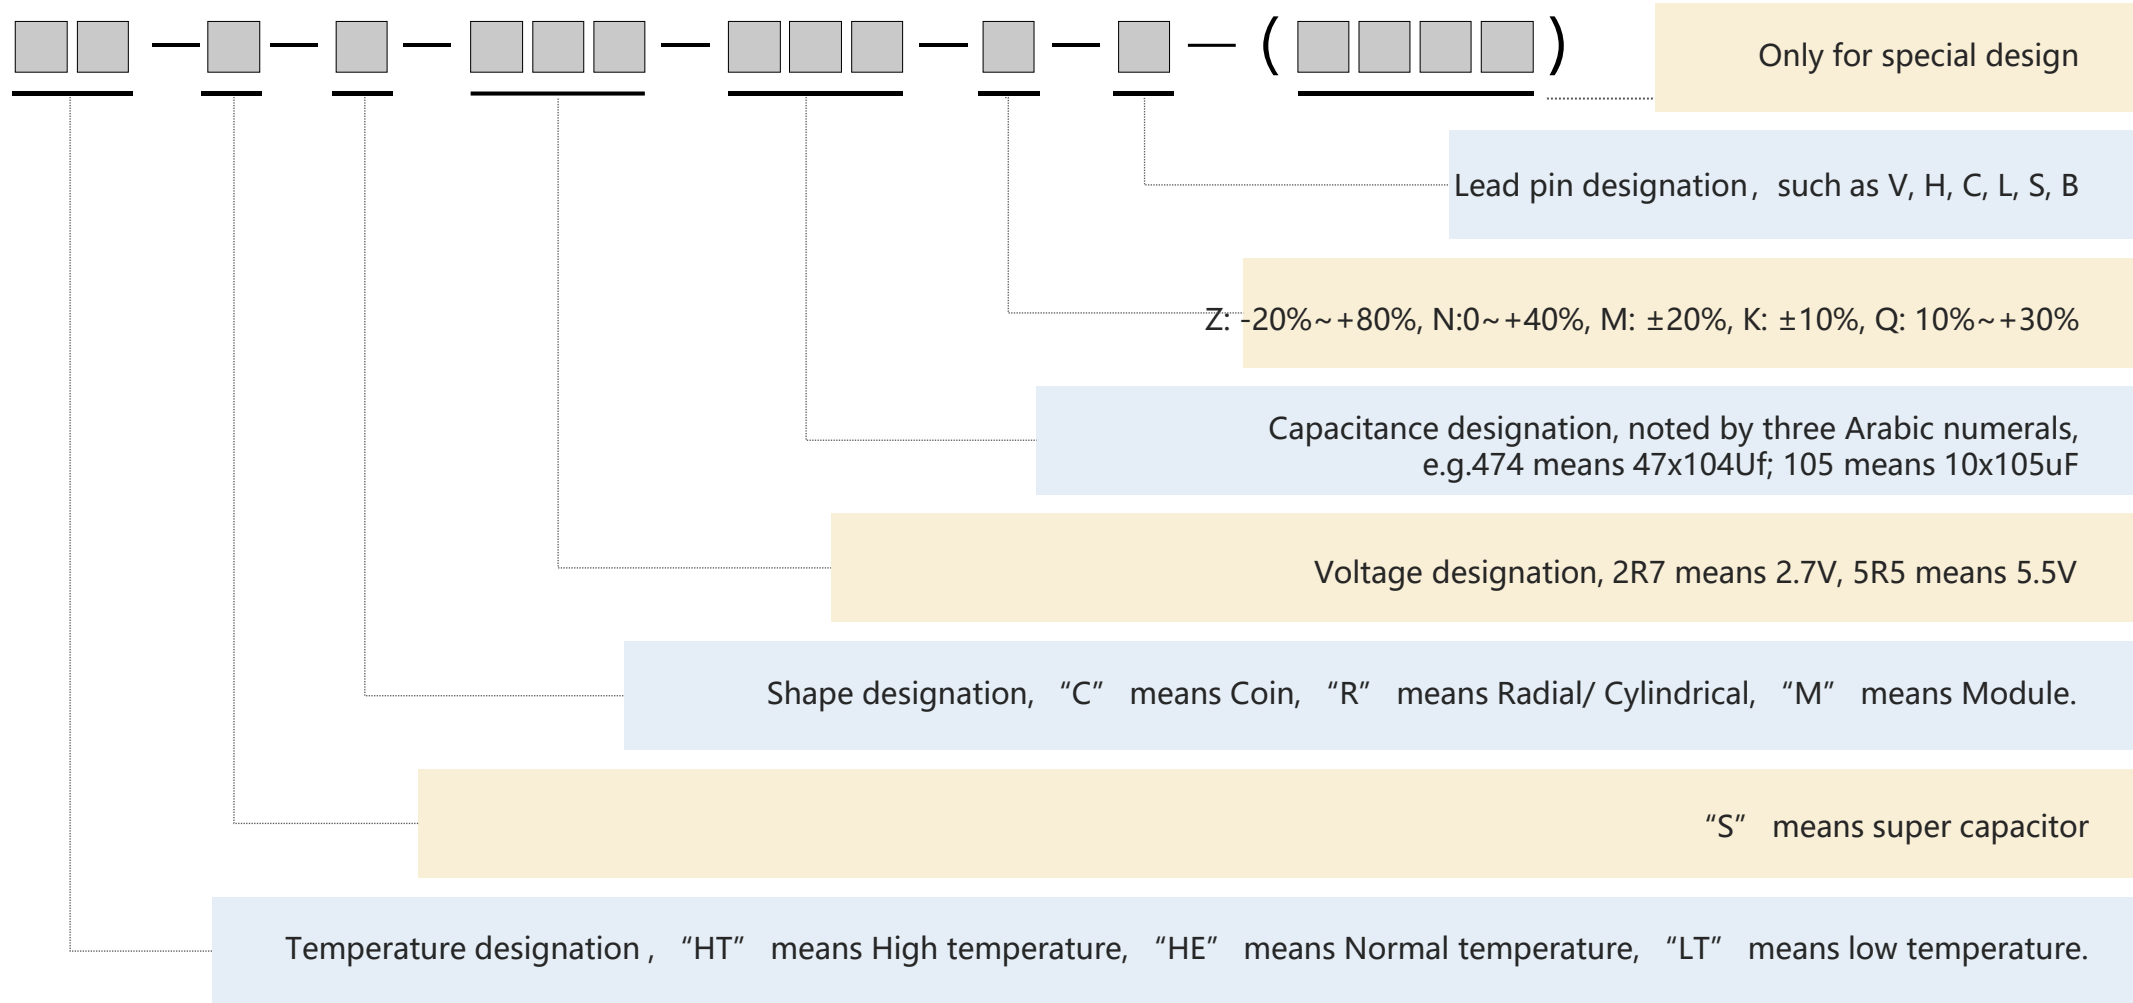 ( )
Only for special design
Lead pin designation，such as V, H, C, L, S, B
Z: -20%~+80%, N:0~+40%, M: ±20%, K: ±10%, Q: 10%~+30%
Capacitance designation, noted by three Arabic numerals,
e.g.474 means 47x104Uf; 105 means 10x105uF
Voltage designation, 2R7 means 2.7V, 5R5 means 5.5V
Shape designation, “C” means Coin, “R” means Radial/ Cylindrical, “M” means Module.
“S” means super capacitor
Temperature designation , “HT” means High temperature, “HE” means Normal temperature, “LT” means low temperature.